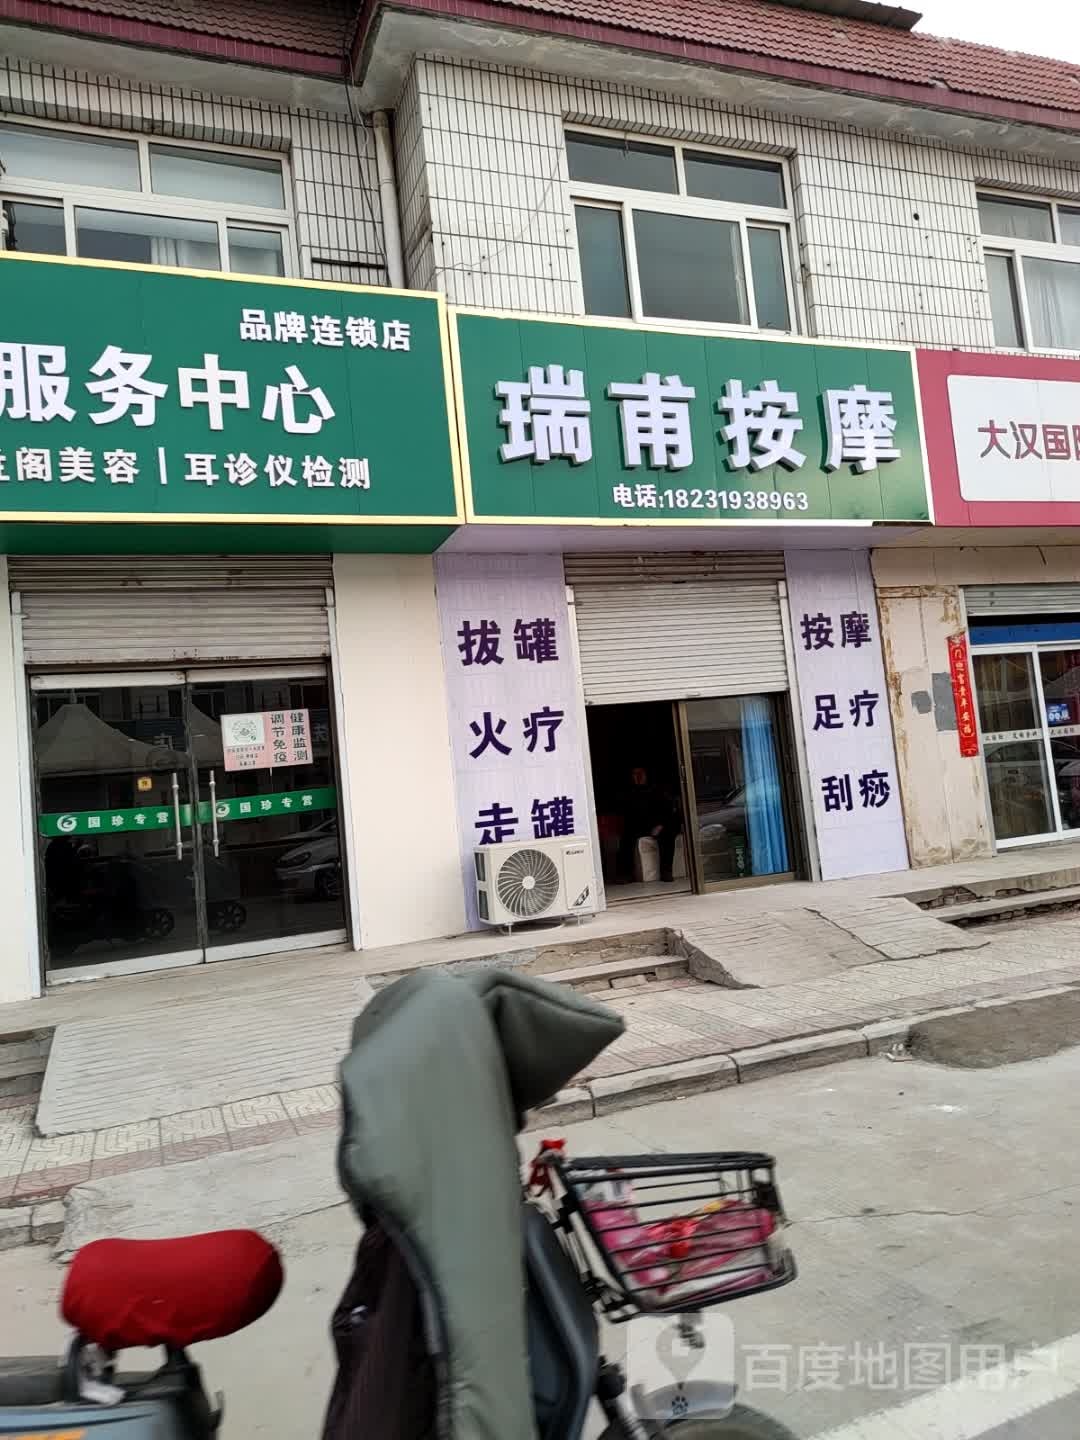 品牌连锁店
服务中心
阁美容 | 耳诊仪检测
瑞甫按摩
电话:18231938963
大汉国
拔罐
火疗
走罐
按摩
足疗
刮痧
健康监测
调节免疫
国珍专营
国珍专营
百度地图用户